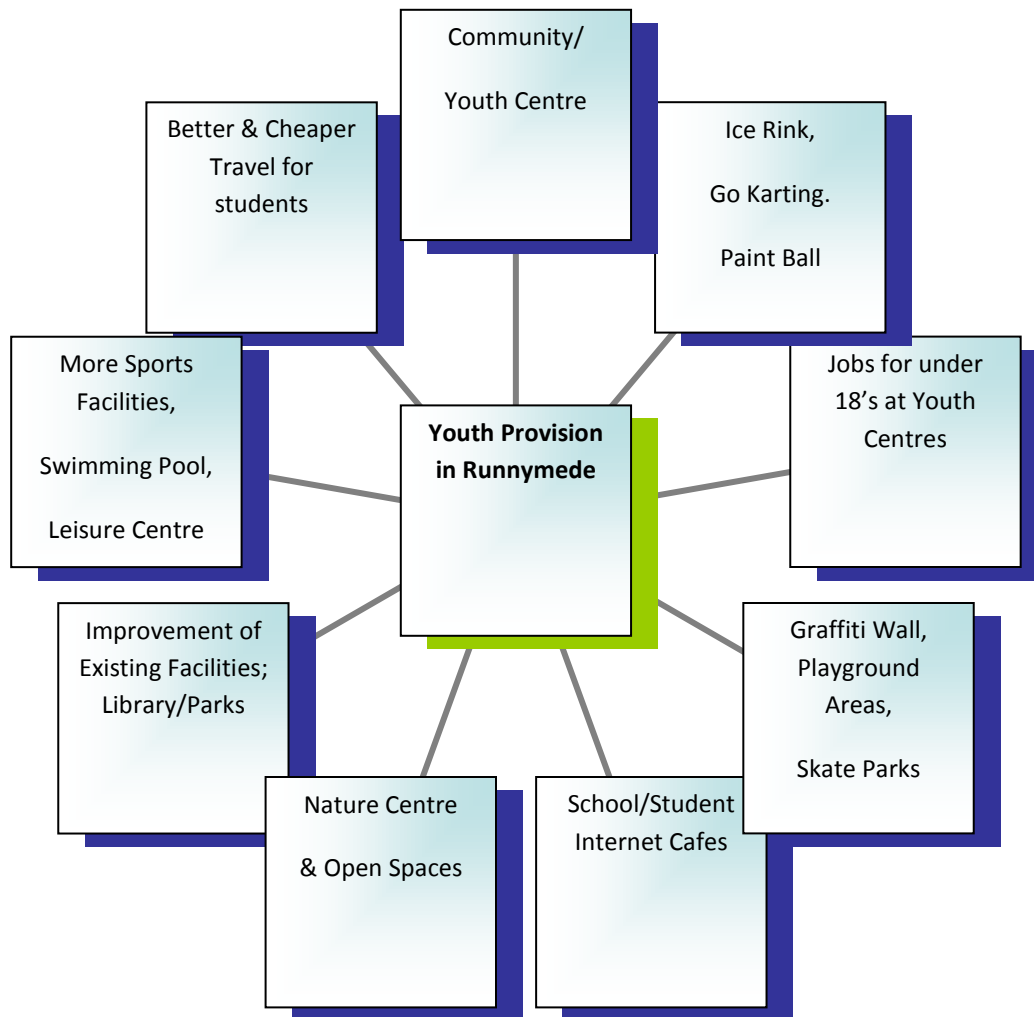 Community/
Youth Centre
Ice Rink,
Go Karting.
Paint Ball
Jobs for under
18’s at Youth
Centres
Graffiti Wall,
Playground
Areas,
Skate Parks
School/Student
Internet Cafes
Nature Centre
& Open Spaces
Improvement of
Existing Facilities;
Library/Parks
More Sports
Facilities,
Swimming Pool,
Leisure Centre
Better & Cheaper
Travel for
students
Youth Provision
in Runnymede